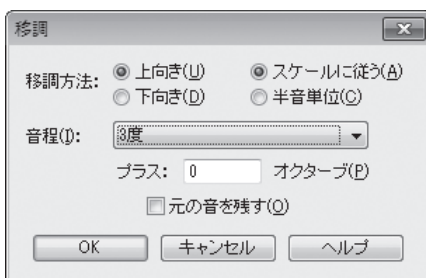 移調
移調方法: 上向き(U) スケールに従う(A)
下向き(D) 半音単位(C)
音程(I): 3度
プラス: 0 オクターブ(P)
元の音を残す(O)
OK キャンセル ヘルプ